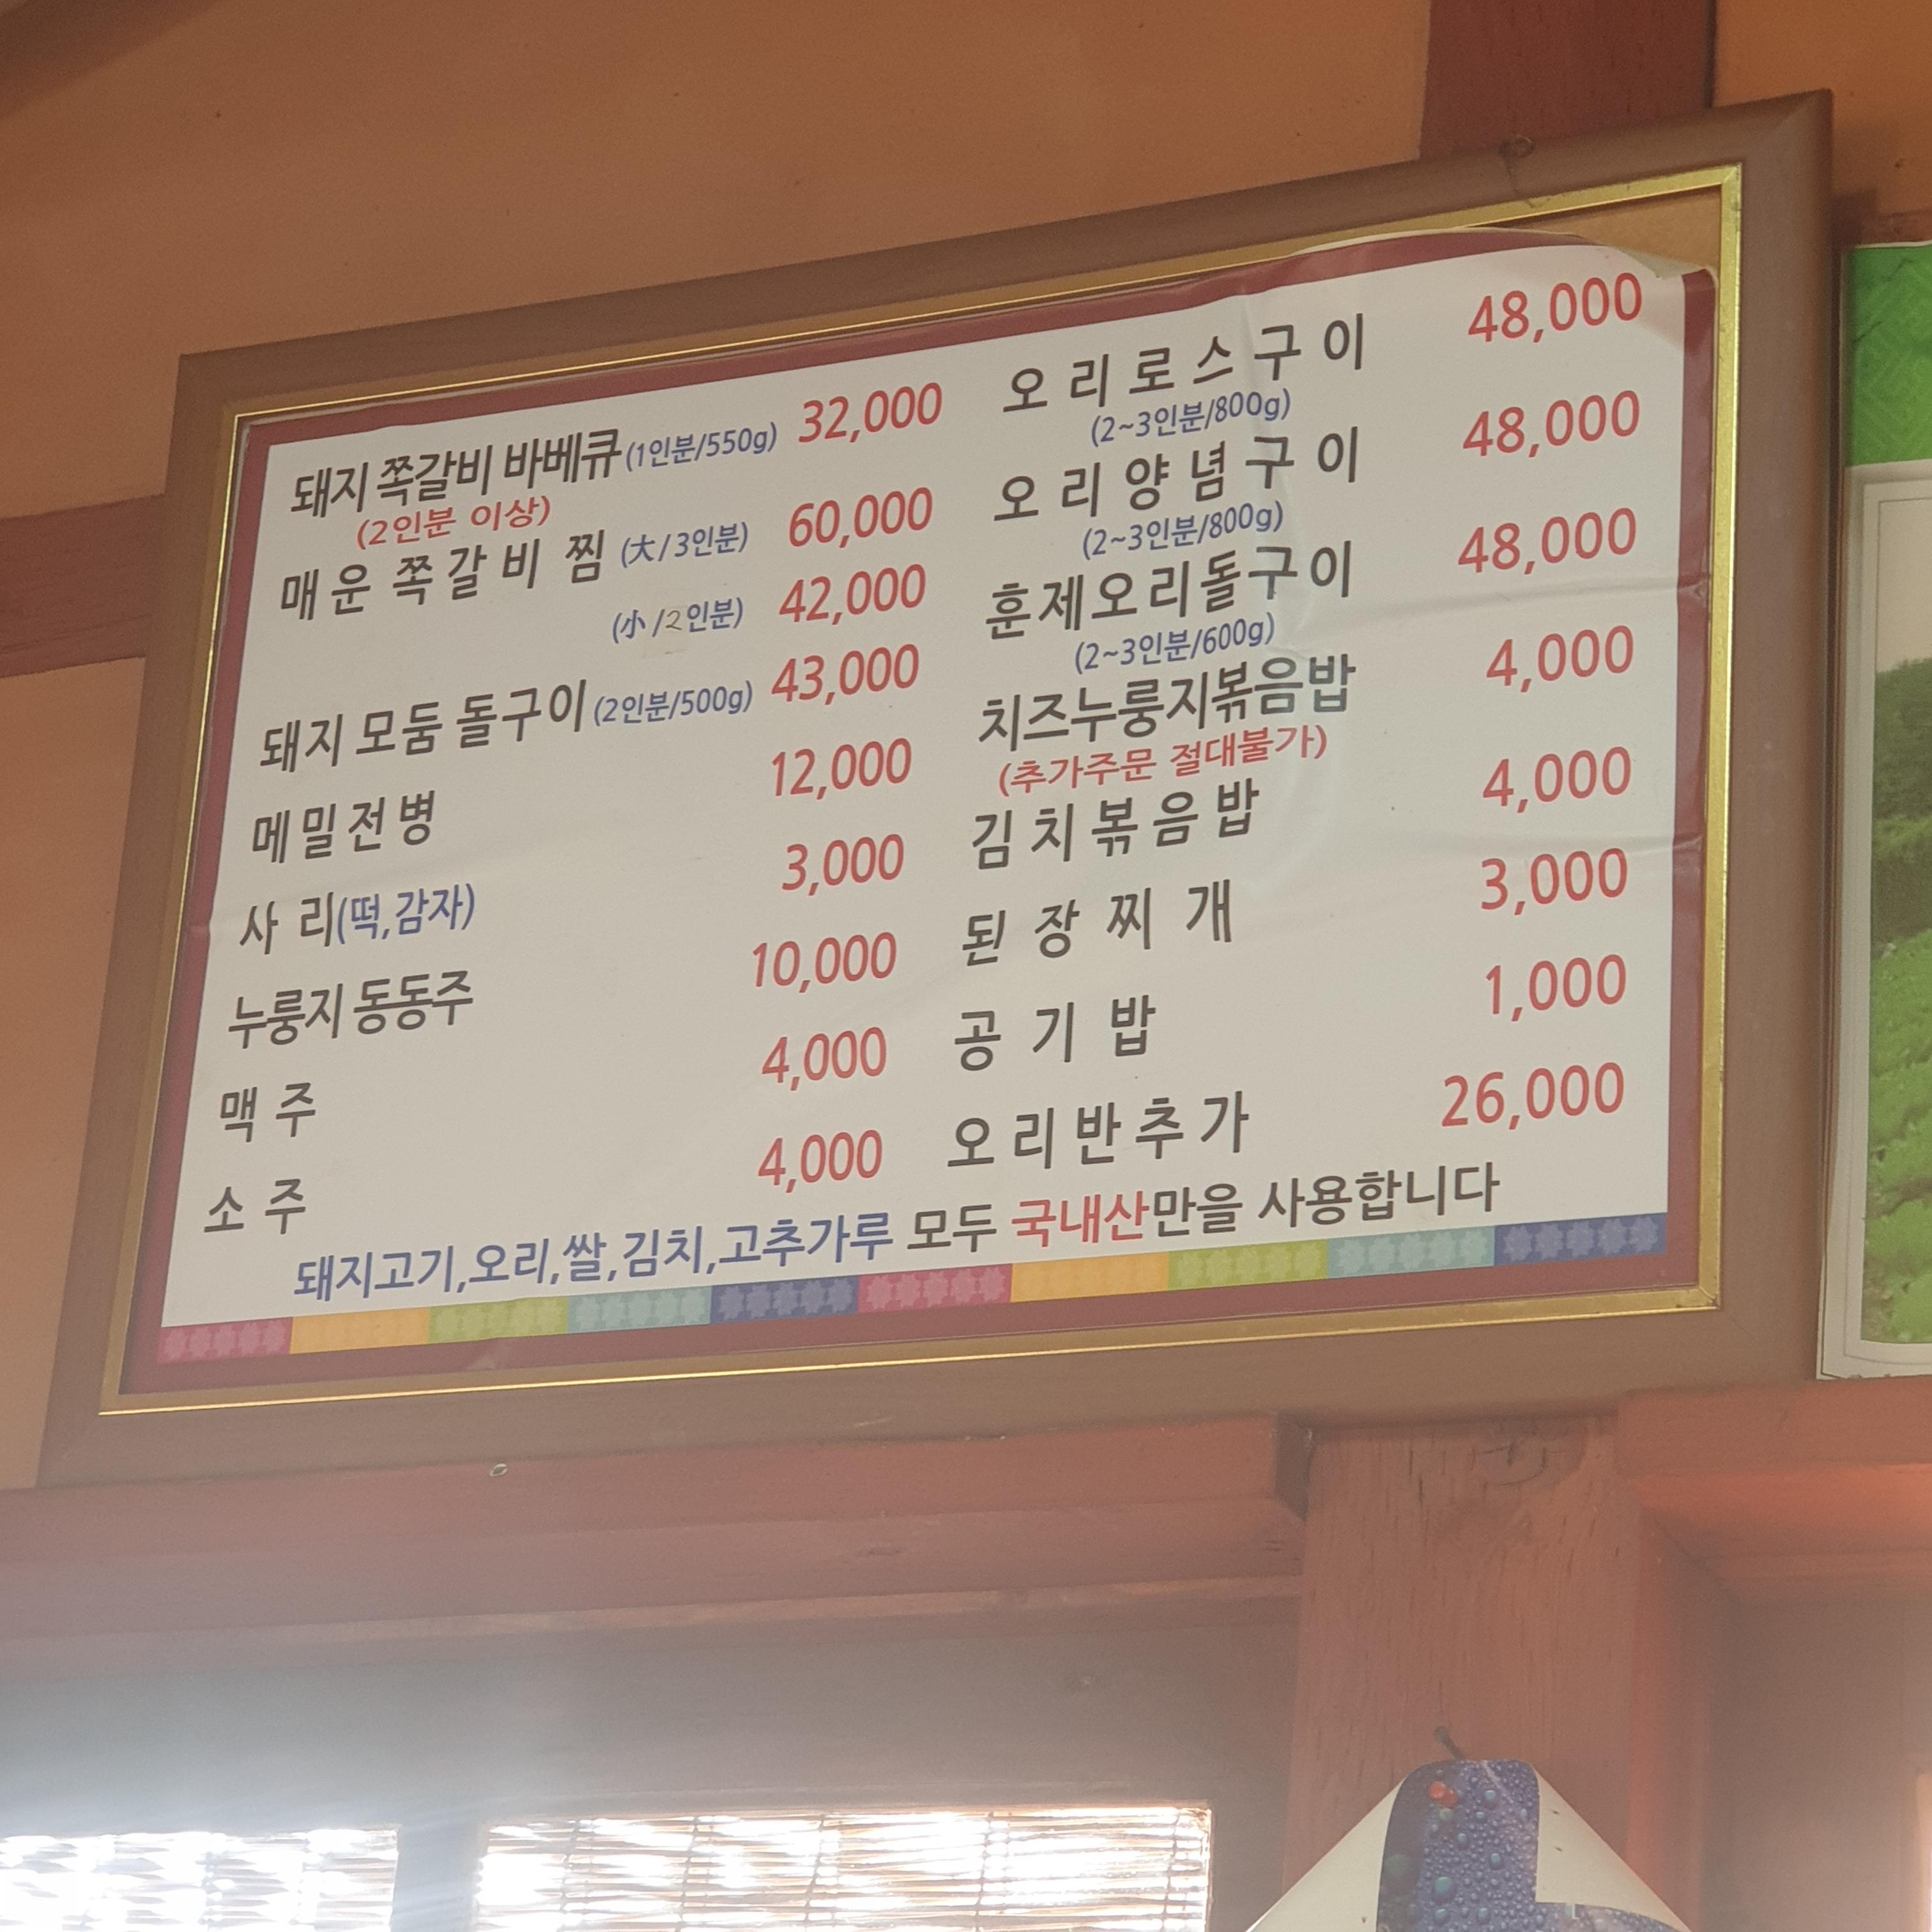 돼지 쪽갈비 바베큐(1인분/550g) 32,000
(2인분 이상)
매운 쪽갈비 찜 (大/3인분) 60,000
(小/2인분) 42,000
돼지 모둠 돌구이(2인분/500g) 43,000
메밀전병 12,000
사리(떡,감자) 3,000
누룽지 동동주 10,000
맥주 4,000
소주 4,000
오리로스구이 48,000
(2~3인분/800g)
오리양념구이 48,000
(2~3인분/800g)
훈제오리돌구이 48,000
(2~3인분/600g)
치즈누룽지볶음밥 4,000
(추가주문 절대불가)
김치볶음밥 4,000
된장찌개 3,000
공기밥 1,000
오리반추가 26,000
돼지고기,오리,쌀,김치,고추가루 모두 국내산만을 사용합니다